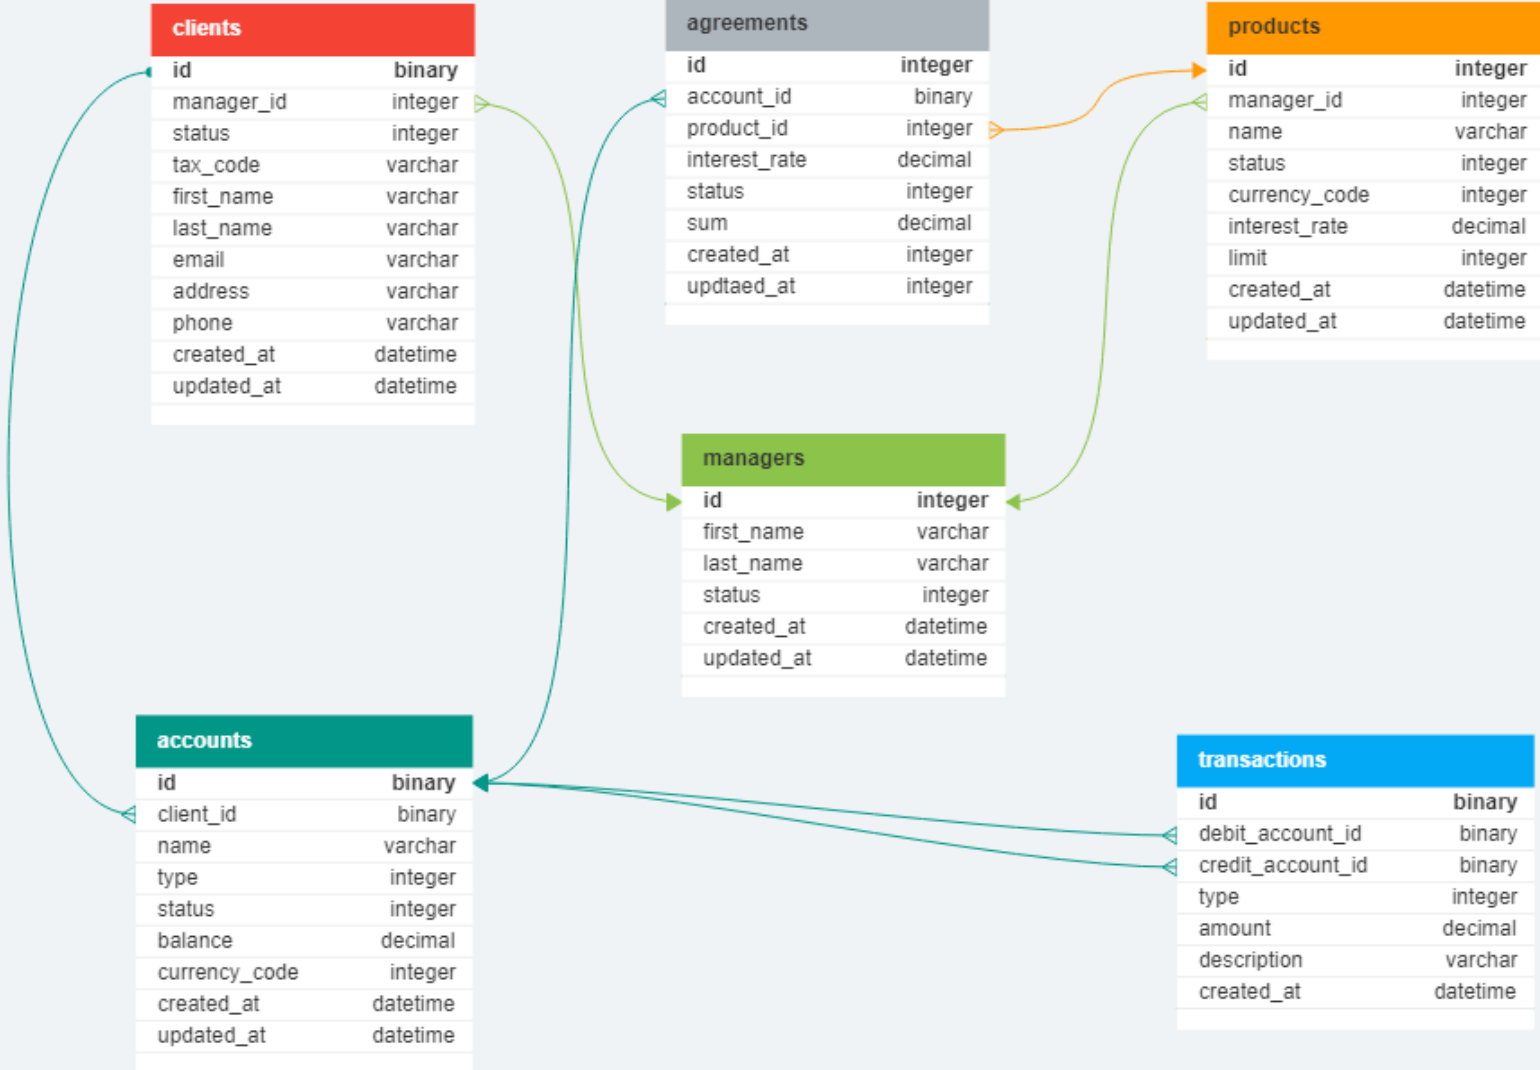 clients
id binary
manager_id integer
status integer
tax_code varchar
first_name varchar
last_name varchar
email varchar
address varchar
phone varchar
created_at datetime
updated_at datetime
agreements
id integer
account_id binary
product_id integer
interest_rate decimal
status integer
sum decimal
created_at integer
updtaed_at integer
products
id integer
manager_id integer
name varchar
status integer
currency_code integer
interest_rate decimal
limit integer
created_at datetime
updated_at datetime
managers
id integer
first_name varchar
last_name varchar
status integer
created_at datetime
updated_at datetime
accounts
id binary
client_id binary
name varchar
type integer
status integer
balance decimal
currency_code integer
created_at datetime
updated_at datetime
transactions
id binary
debit_account_id binary
credit_account_id binary
type integer
amount decimal
description varchar
created_at datetime